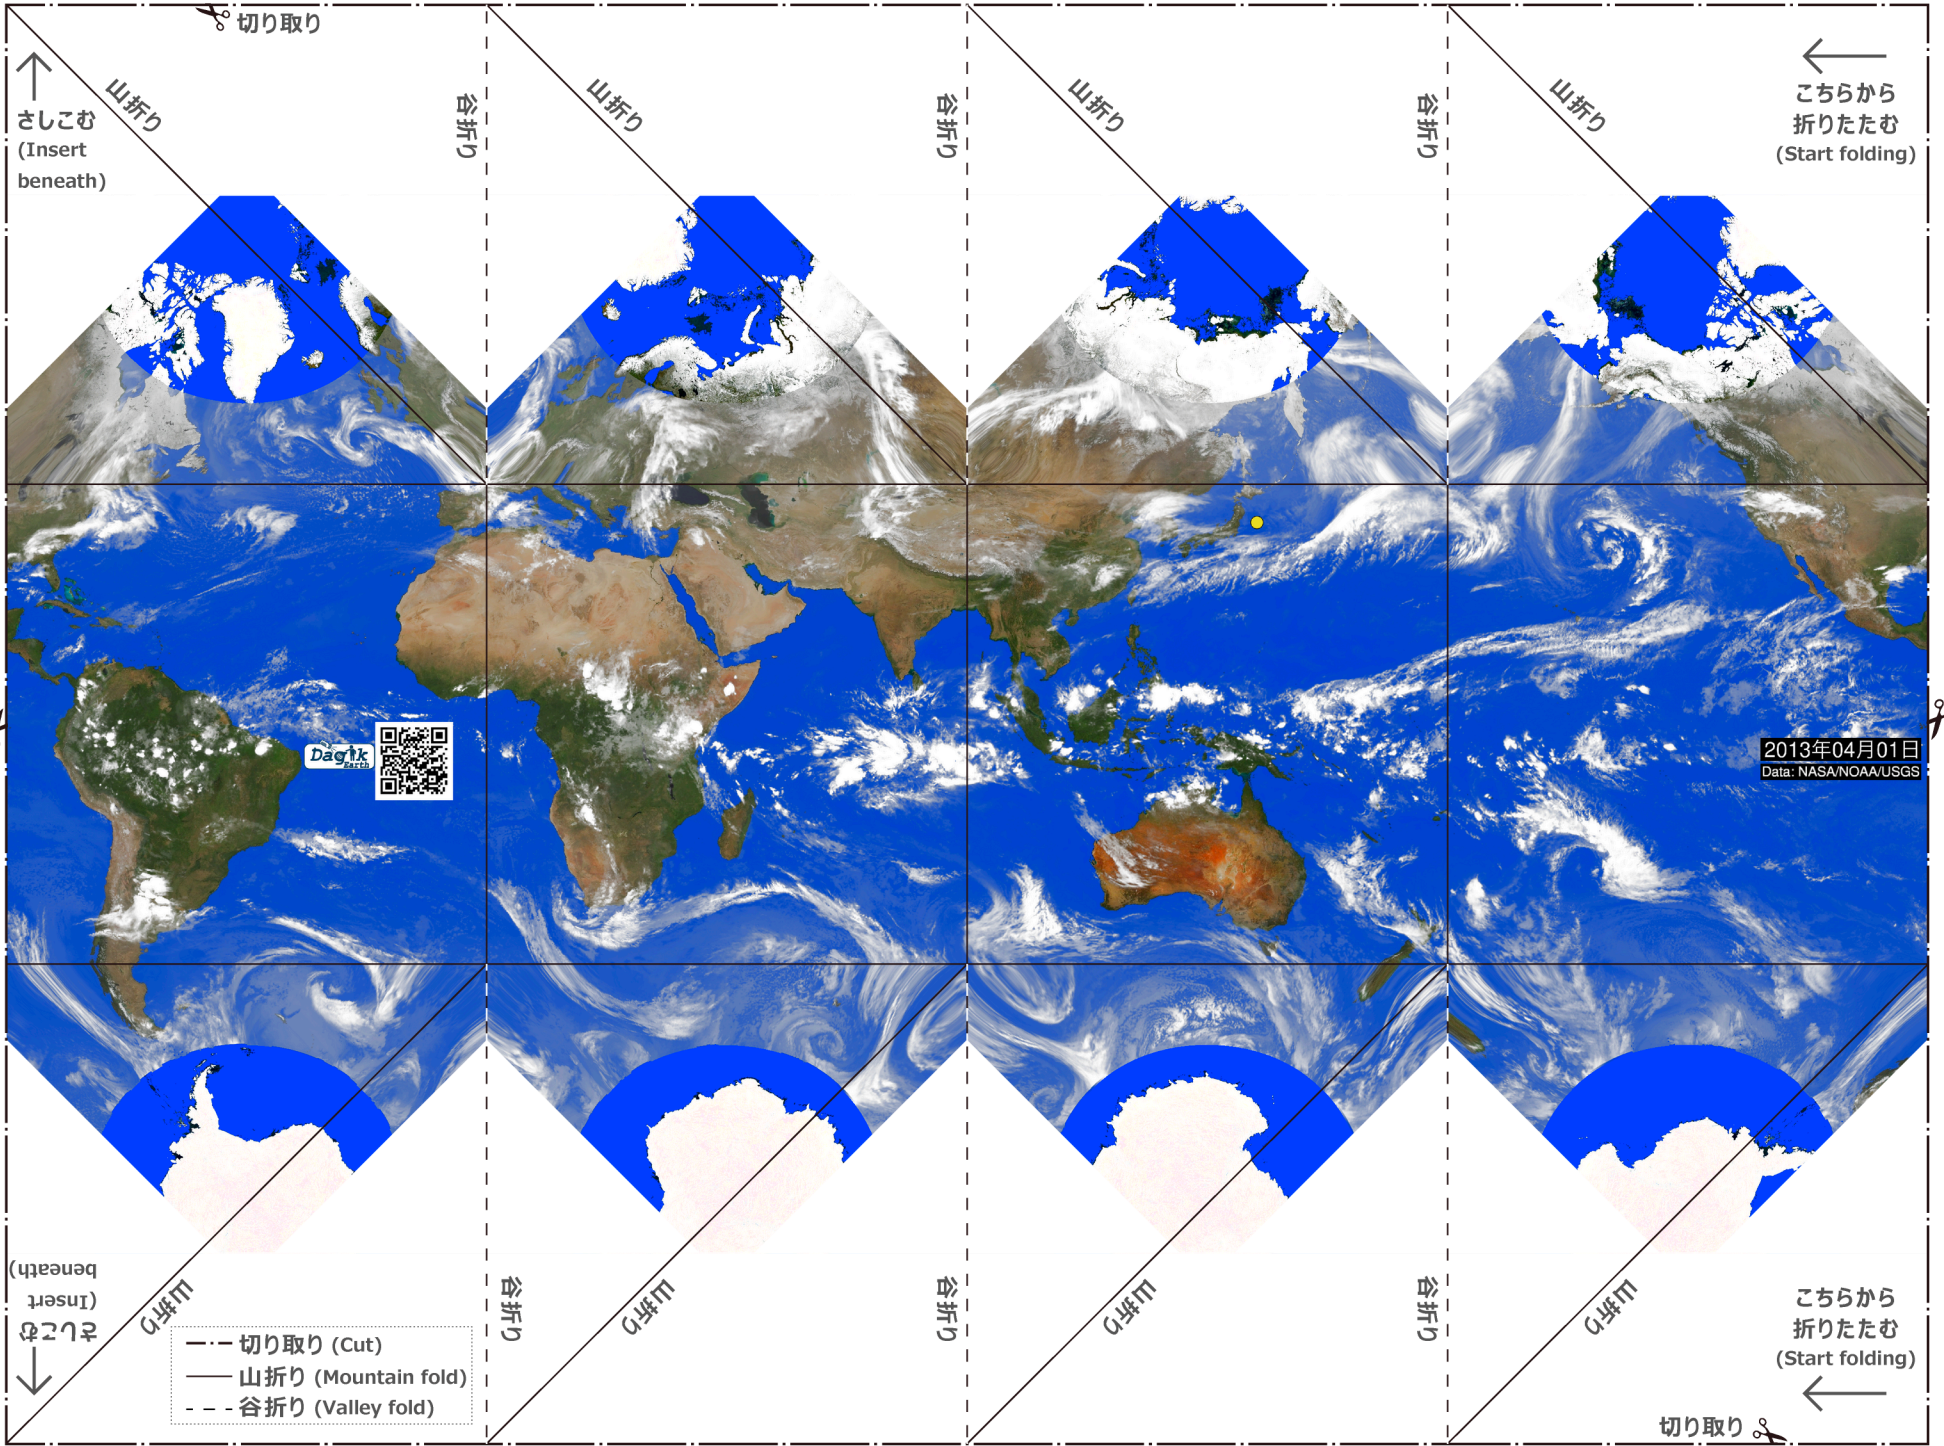 切り取り
山折り
山折り
山折り
山折り
谷折り
谷折り
谷折り
さしこむ
(Insert
beneath)
こちらから
折りたたむ
(Start folding)
Dagik
Earth
2013年04月01日
Data: NASA/NOAA/USGS
さしこむ
(Insert
beneath)
山折り
山折り
山折り
山折り
谷折り
谷折り
谷折り
こちらから
折りたたむ
(Start folding)
切り取り (Cut)
山折り (Mountain fold)
谷折り (Valley fold)
切り取り